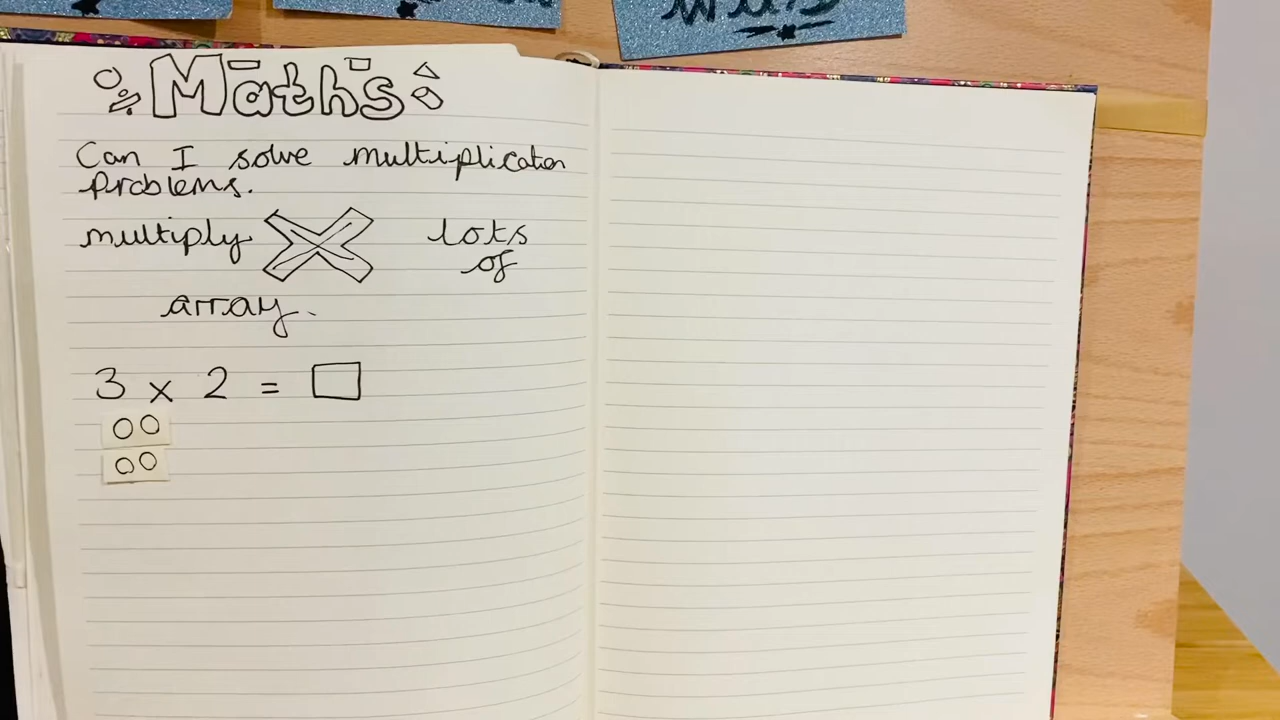 Maths
Can I solve multiplication
problems.
multiply lots
of
array.
3 x 2 = □